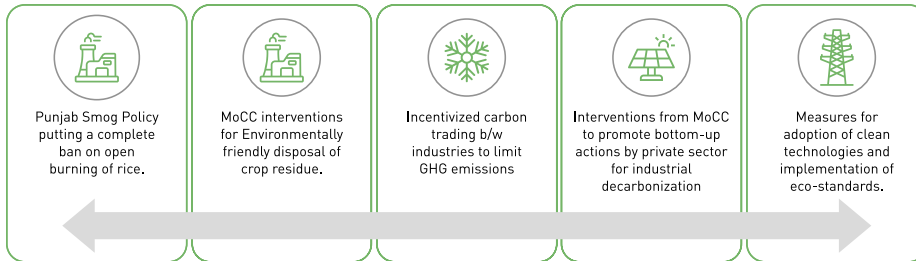 Punjab Smog Policy
putting a complete
ban on open
burning of rice.
MoCC interventions
for Environmentally
friendly disposal of
crop residue.
Incentivized carbon
trading b/w
industries to limit
GHG emissions
Interventions from MoCC
to promote bottom-up
actions by private sector
for industrial
decarbonization
Measures for
adoption of clean
technologies and
implementation of
eco-standards.